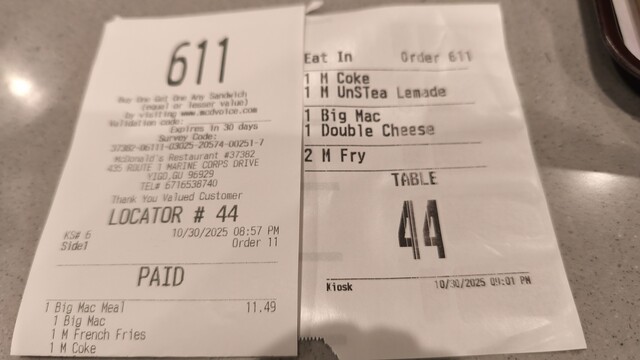 611
Buy One Get One Any Sandwich
(equal or lesser value)
by visiting www.mcdvoice.com
Validation code:
Expires in 30 days
Survey Code:
37382-06111-03025-20574-00251-7
McDonald's Restaurant #37382
435 ROUTE 1 MARINE CORPS DRIVE
YIGO,GU 96929
TEL# 6716538740
Thank You Valued Customer
LOCATOR # 44
KS# 6 10/30/2025 08:57 PM
Side1 Order 11
PAID
1 Big Mac Meal 11.49
1 Big Mac
1 M French Fries
1 M Coke
Eat In Order 611
1 M Coke
1 M UnSTea Lemade
1 Big Mac
1 Double Cheese
2 M Fry
TABLE
44
Kiosk 10/30/2025 09:01 PM